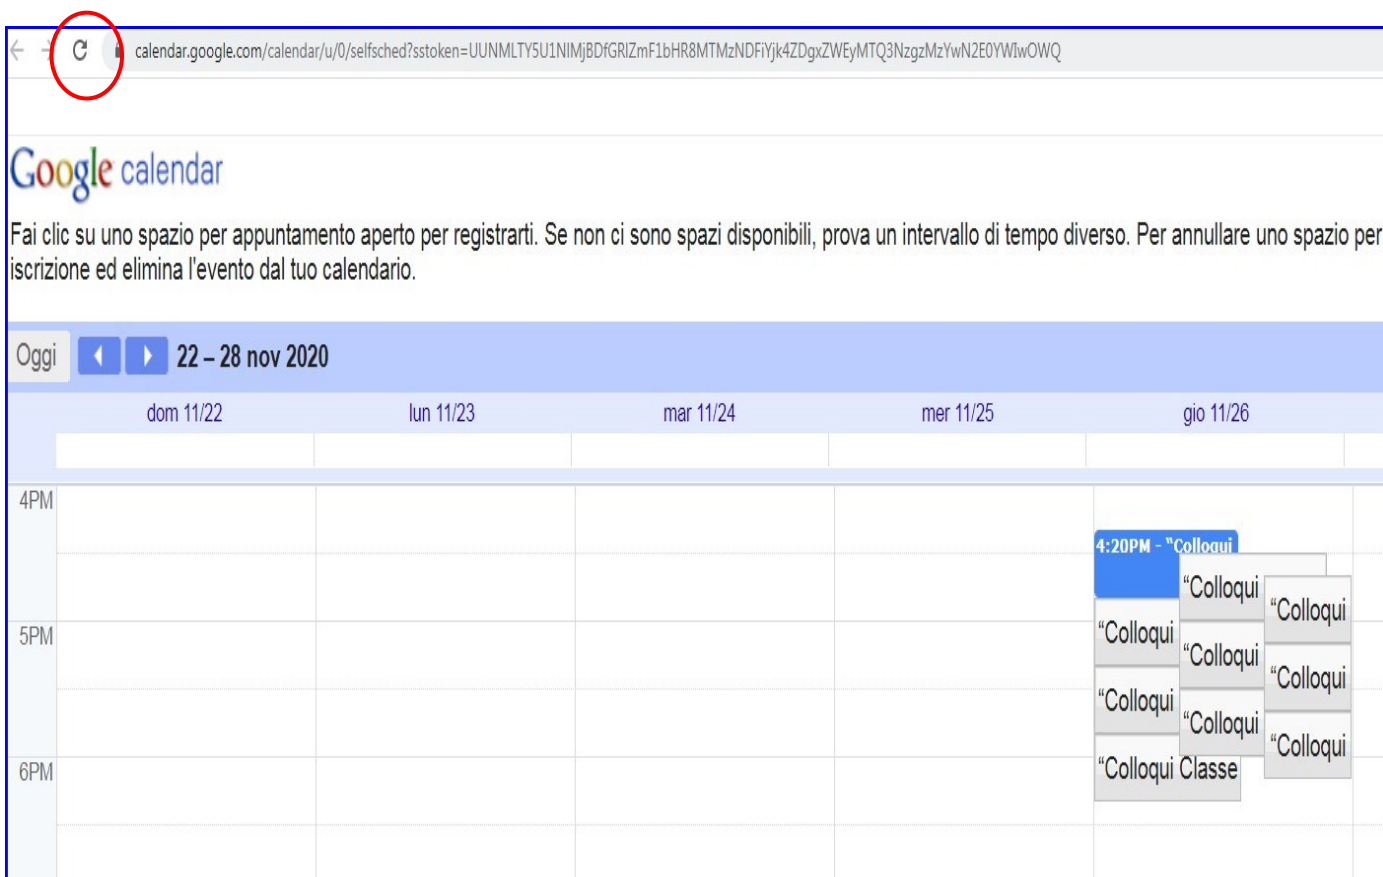 calendar.google.com/calendar/u/0/selfsched?sstoken=UUNMLTY5U1NIMjBDfGRlZmF1bHR8MTMzNDFiYjk4ZDgxZWEyMTQ3NzgzMzYwN2E0YWIwOWQ
Google calendar
Fai clic su uno spazio per appuntamento aperto per registrarti. Se non ci sono spazi disponibili, prova un intervallo di tempo diverso. Per annullare uno spazio per
iscrizione ed elimina l'evento dal tuo calendario.
Oggi 22 – 28 nov 2020
dom 11/22 lun 11/23 mar 11/24 mer 11/25 gio 11/26
4PM
4:20PM - "Colloqui
“Colloqui
“Colloqui
5PM
“Colloqui
“Colloqui
“Colloqui
“Colloqui
“Colloqui
“Colloqui
6PM
“Colloqui Classe